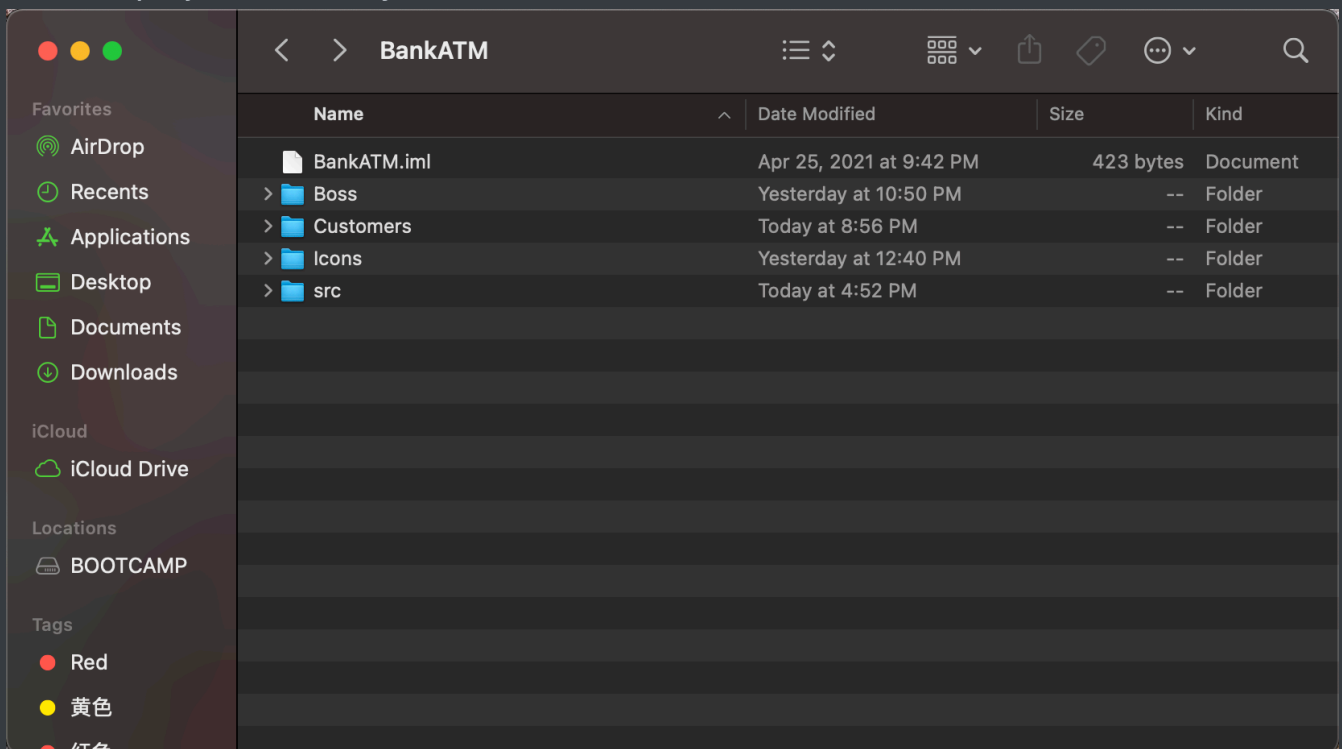 BankATM
Favorites
AirDrop
Recents
Applications
Desktop
Documents
Downloads
iCloud
iCloud Drive
Locations
BOOTCAMP
Tags
Red
黄色
红色
Name Date Modified Size Kind
BankATM.iml Apr 25, 2021 at 9:42 PM 423 bytes Document
Boss Yesterday at 10:50 PM -- Folder
Customers Today at 8:56 PM -- Folder
Icons Yesterday at 12:40 PM -- Folder
src Today at 4:52 PM -- Folder